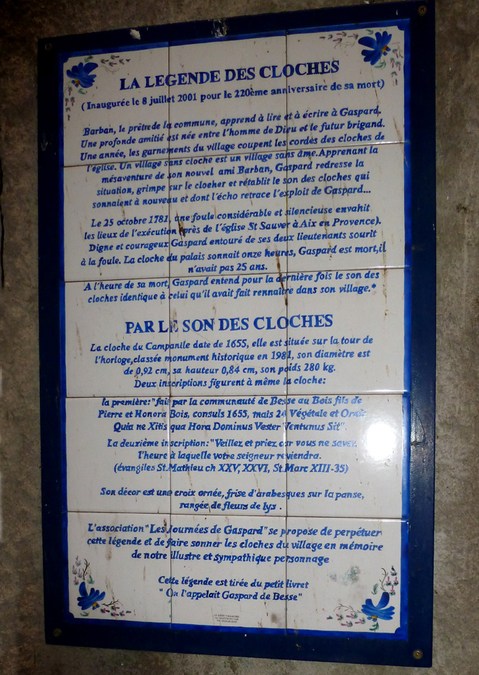 LA LEGENDE DES CLOCHES
(Inaugurée le 8 juillet 2001 pour le 220ème anniversaire de sa mort)
Barban, le prêtre de la commune, apprend à lire et à écrire à Gaspard,
Une profonde amitié est née entre l'homme de Dieu et le futur brigand.
Une année, les garnements du village coupent les cordes des cloches de
l'église. Un village sans cloche est un village sans âme. Apprenant la
mésaventure de son nouvel ami Barban, Gaspard redresse la
situation, grimpe sur le clocher et rétablit le son des cloches qui
sonnaient à nouveau et dont l'écho retrace l'exploit de Gaspard...
Le 25 octobre 1781, une foule considérable et silencieuse envahit
les lieux de l'exécution (près de l'église St Sauver à Aix en Provence).
Digne et courageux Gaspard entouré de ses deux lieutenants sourit
à la foule. La cloche du palais sonnait onze heures, Gaspard est mort, il
n'avait pas 25 ans.
A l'heure de sa mort, Gaspard entend pour la dernière fois le son des
cloches identique à celui qu'il avait fait rennaître dans son village.*
PAR LE SON DES CLOCHES
La cloche du Campanile date de 1655, elle est située sur la tour de
l'horloge, classée monument historique en 1981, son diamètre est
de 0,92 cm, sa hauteur 0,84 cm, son poids 280 kg.
Deux inscriptions figurent à même la cloche:
la première: "fait par la communauté de Besse au Bois fils de
Pierre et Honora Bois, consuls 1655, mais 24 Végétale et Orate
Quia ne Xitis qua Hora Dominus Vester Ventunus Sit".
La deuxième inscription: "Veillez et priez car vous ne savez
l'heure à laquelle votre seigneur reviendra.
(évangiles St.Mathieu ch XXV, XXVI, St.Marc XIII-35)
Son décor est une croix ornée, frise d'arabesques sur la panse,
rangée de fleurs de lys .
L'association "Les Journées de Gaspard" se propose de perpétuer
cette légende et de faire sonner les cloches du village en mémoire
de notre illustre et sympathique personnage
Cette légende est tirée du petit livret
" On l'appelait Gaspard de Besse"